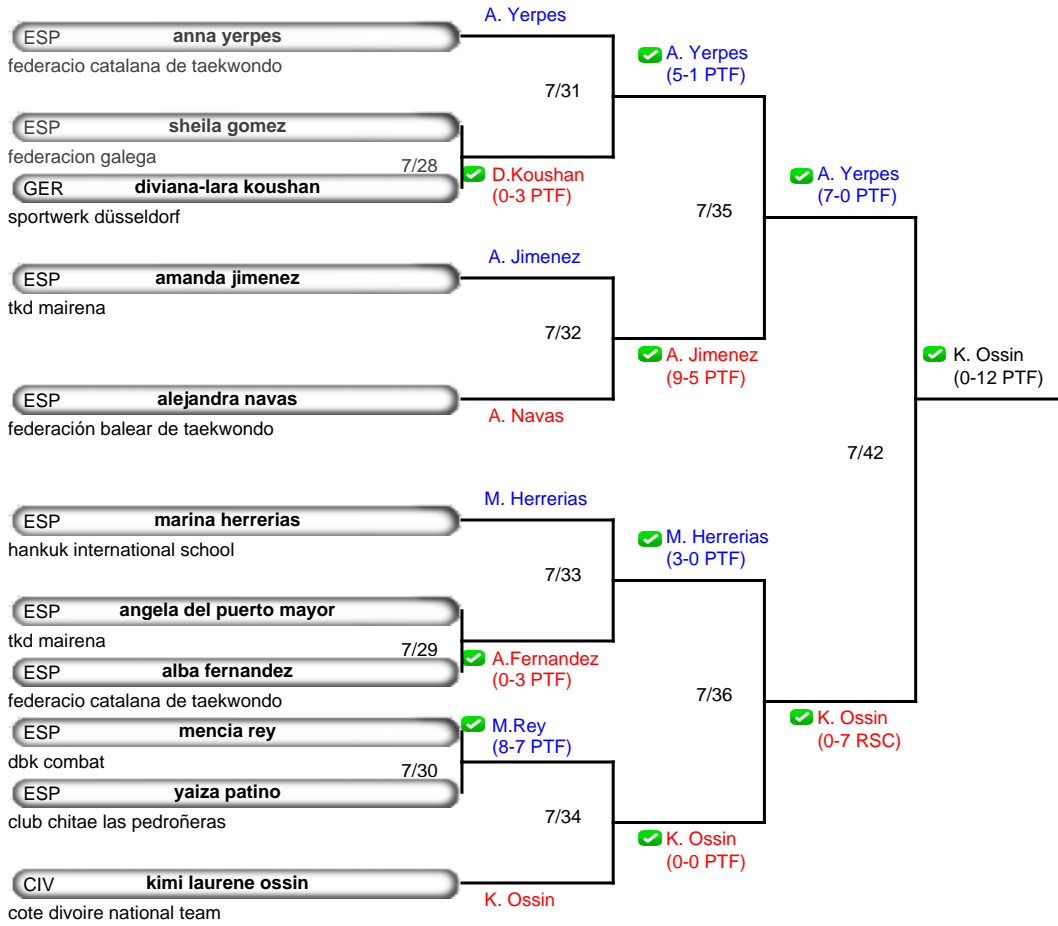 A. Yerpes
ESP anna yerpes
federacio catalana de taekwondo
A. Yerpes
(5-1 PTF)
7/31
ESP sheila gomez
federacion galega
7/28
GER diviana-lara koushan
sportwerk düsseldorf
D.Koushan
(0-3 PTF)
A. Yerpes
(7-0 PTF)
7/35
A. Jimenez
ESP amanda jimenez
tkd mairena
7/32
A. Jimenez
(9-5 PTF)
K. Ossin
(0-12 PTF)
ESP alejandra navas
federación balear de taekwondo
A. Navas
7/42
M. Herrerias
ESP marina herrerias
hankuk international school
M. Herrerias
(3-0 PTF)
7/33
ESP angela del puerto mayor
tkd mairena
7/29
ESP alba fernandez
federacio catalana de taekwondo
A.Fernandez
(0-3 PTF)
7/36
K. Ossin
(0-7 RSC)
ESP mencia rey
dbk combat
M.Rey
(8-7 PTF)
7/30
ESP yaiza patino
club chitae las pedroñeras
7/34
K. Ossin
(0-0 PTF)
CIV kimi laurene ossin
cote divoire national team
K. Ossin